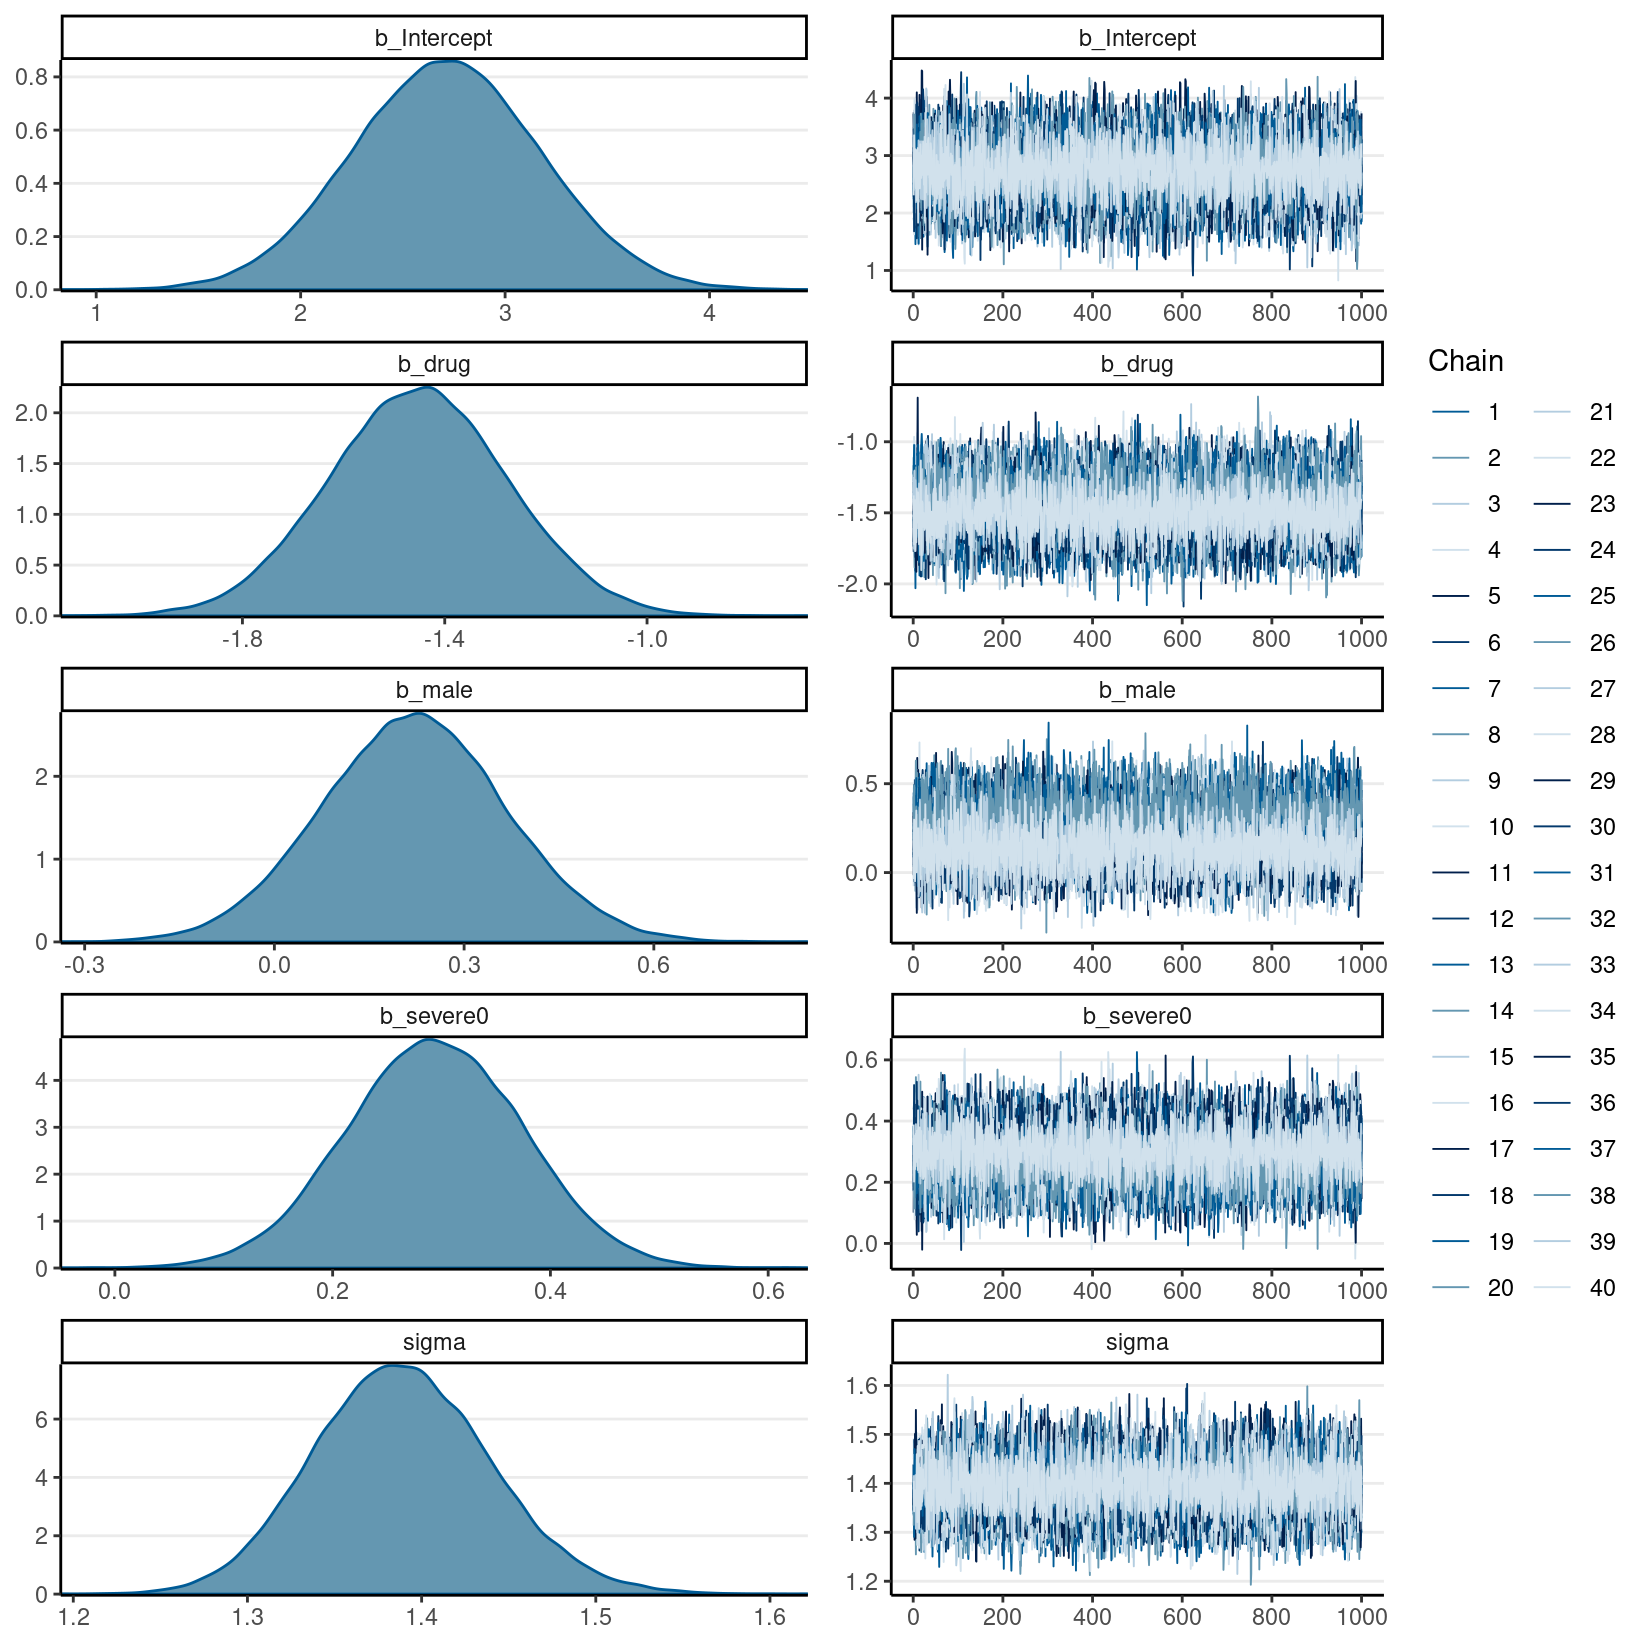 b_Intercept
0.8
0.6
0.4
0.2
0.0
1 2 3 4
b_Intercept
4
3
2
1
0 200 400 600 800 1000
b_drug
2.0
1.5
1.0
0.5
0.0
-1.8 -1.4 -1.0
b_drug
-1.0
-1.5
-2.0
0 200 400 600 800 1000
b_male
2
1
0
-0.3 0.0 0.3 0.6
b_male
0.5
0.0
0 200 400 600 800 1000
b_severe0
4
3
2
1
0
0.0 0.2 0.4 0.6
b_severe0
0.6
0.4
0.2
0.0
0 200 400 600 800 1000
sigma
6
4
2
0
1.2 1.3 1.4 1.5 1.6
sigma
1.6
1.5
1.4
1.3
1.2
0 200 400 600 800 1000
Chain
1 21
2 22
3 23
4 24
5 25
6 26
7 27
8 28
9 29
10 30
11 31
12 32
13 33
14 34
15 35
16 36
17 37
18 38
19 39
20 40